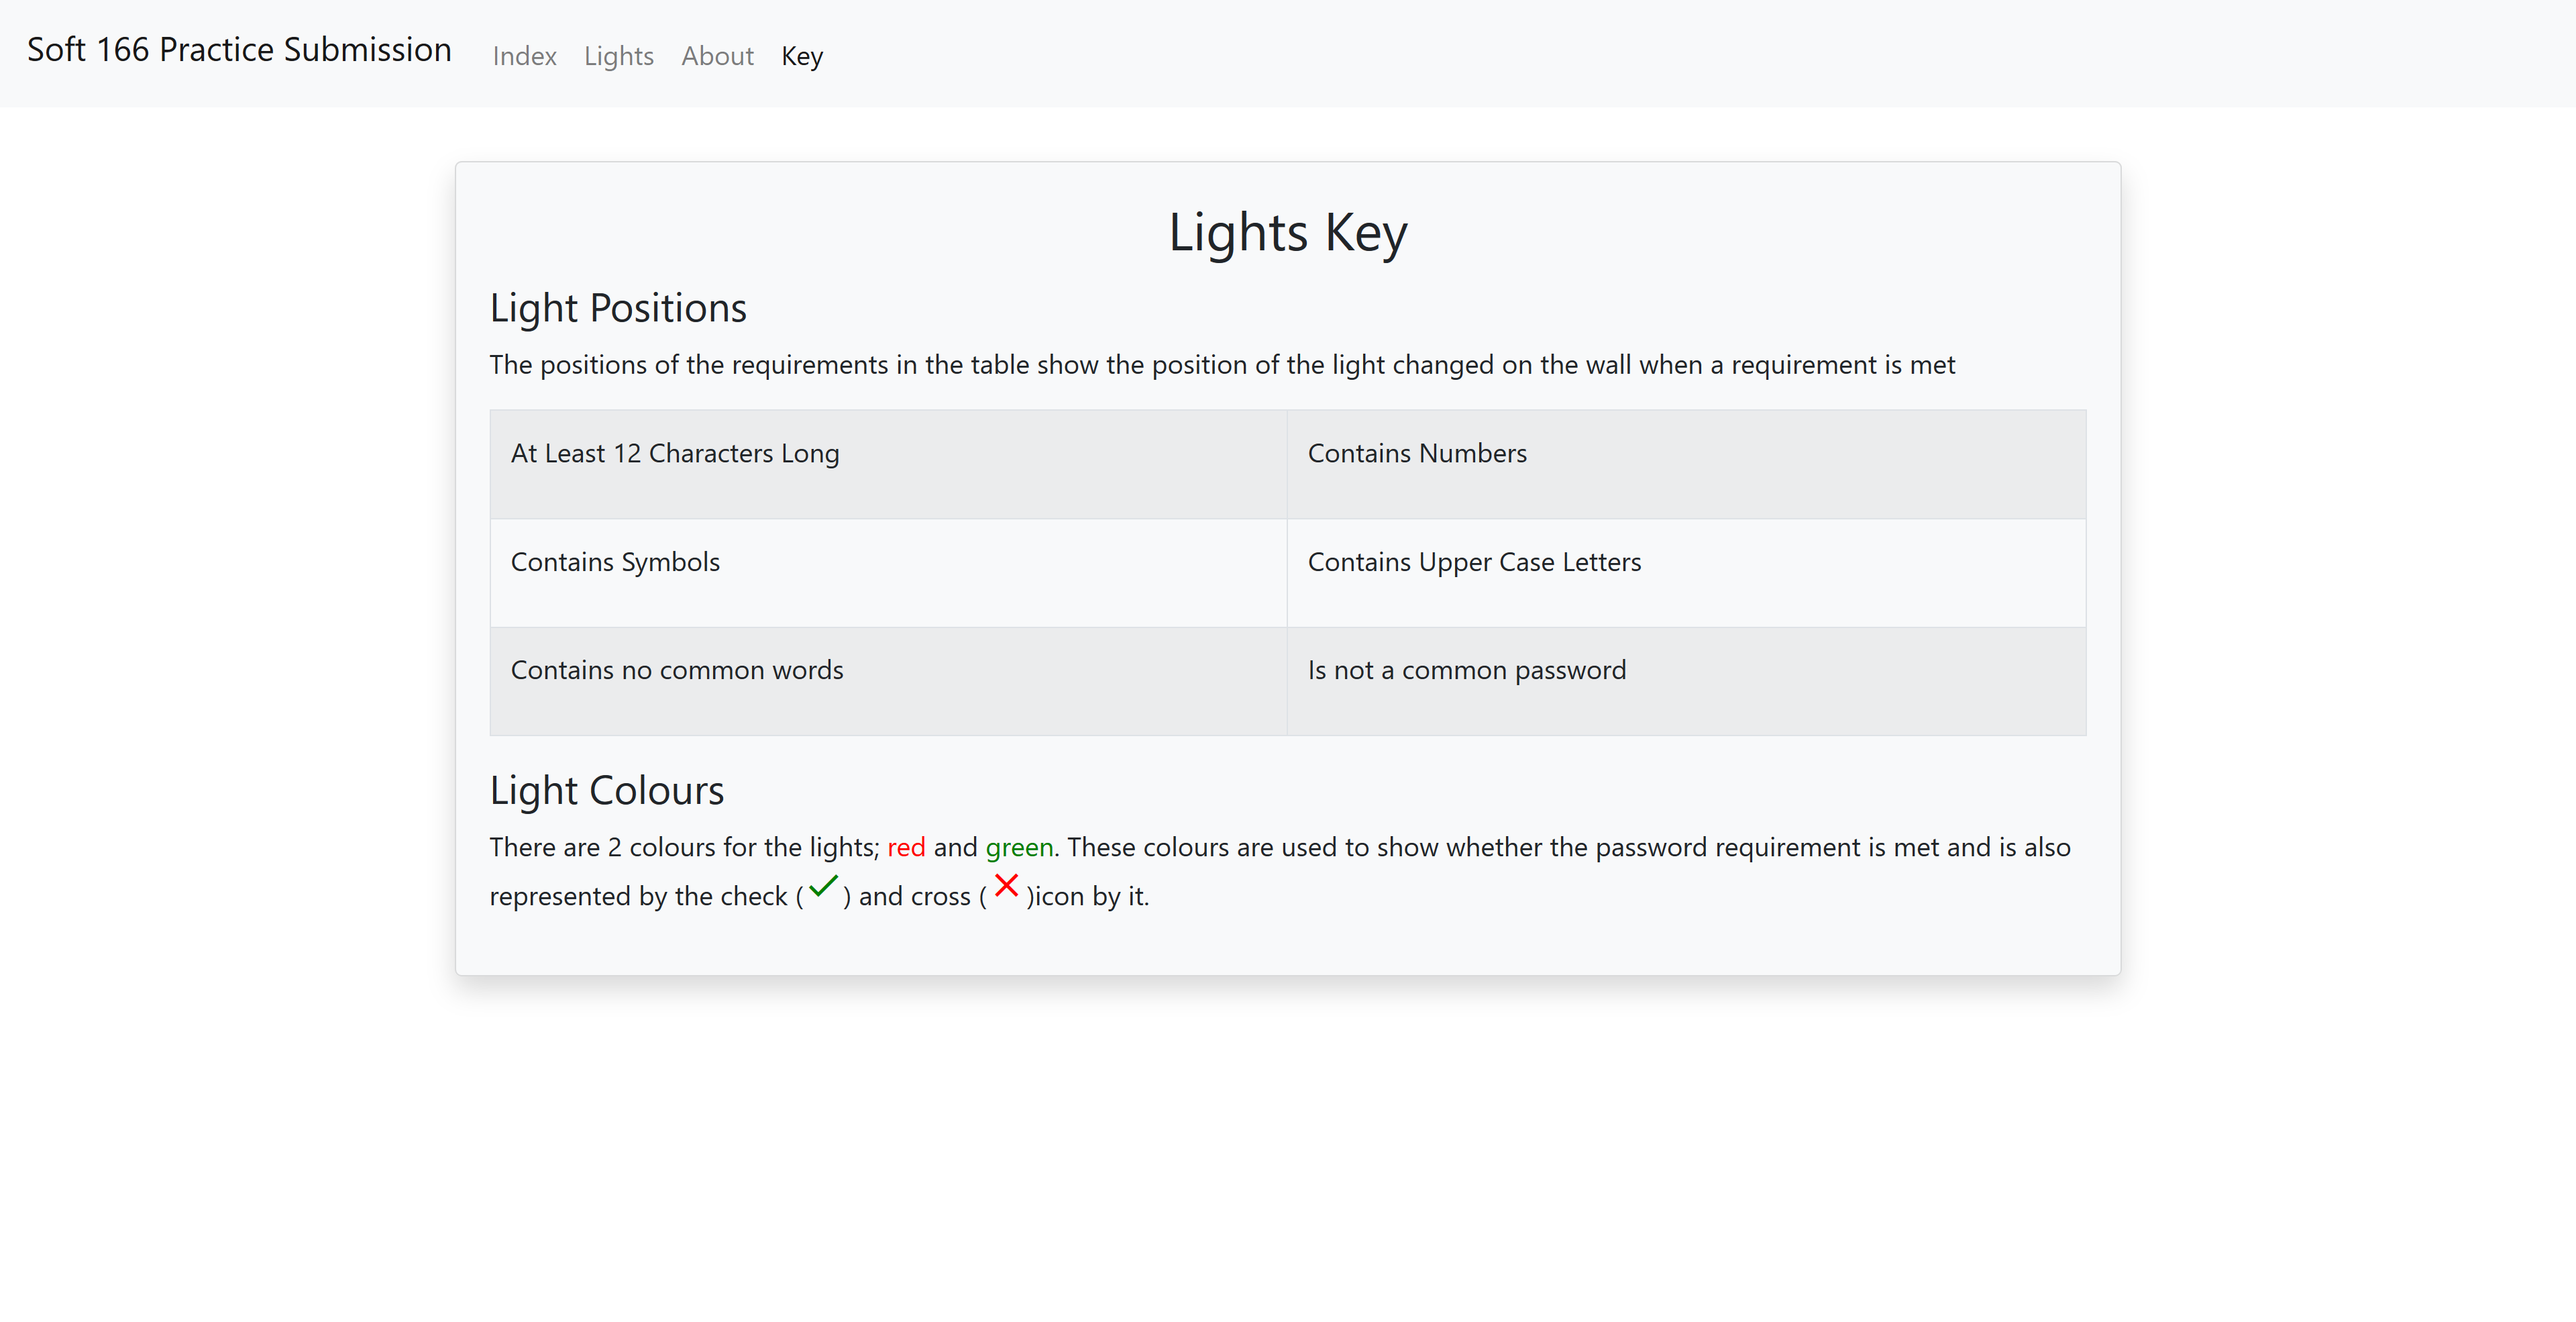 Soft 166 Practice Submission Index Lights About Key
Lights Key
Light Positions
The positions of the requirements in the table show the position of the light changed on the wall when a requirement is met
At Least 12 Characters Long Contains Numbers
Contains Symbols Contains Upper Case Letters
Contains no common words Is not a common password
Light Colours
There are 2 colours for the lights; red and green. These colours are used to show whether the password requirement is met and is also
represented by the check (✓) and cross (✕)icon by it.